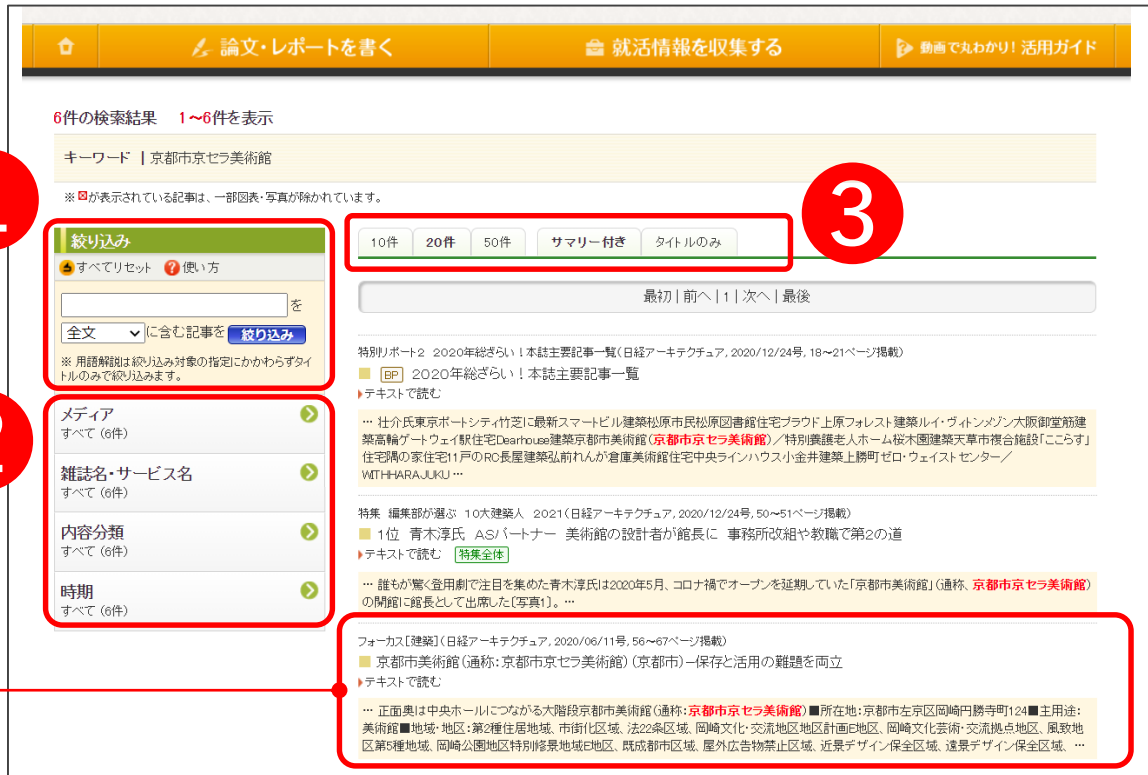 論文・レポートを書く 就活情報を収集する 動画で丸わかり! 活用ガイド
6件の検索結果 1～6件を表示
キーワード | 京都市京セラ美術館
※図が表示されている記事は、一部図表・写真が除かれています。
1
3
絞り込み
10件 20件 50件 サマリー付き タイトルのみ
すべてリセット ?使い方
最初 | 前へ | 1 | 次へ | 最後
を
全文 に含む記事を 絞り込み
※ 用語解説は絞り込み対象の指定にかかわらずタイ
トルのみで絞り込みます。
特別リポート2 2020年総ざらい！本誌主要記事一覧(日経アーキテクチュア, 2020/12/24号, 18～21ページ掲載)
BP 2020年総ざらい！本誌主要記事一覧
テキストで読む
2
メディア
すべて (6件)
… 壮介氏東京ポートシティ竹芝に最新スマートビル建築松原市民松原図書館住宅プラウド上原フォレスト建築ルイ・ヴィトンメゾン大阪御堂筋建
築高輪ゲートウェイ駅住宅Dearhouse建築京都市美術館(京都市京セラ美術館)／特別養護老人ホーム桜木園建築天草市複合施設「ここらす」
住宅隅の家住宅11戸のRC長屋建築弘前れんが倉庫美術館住宅中央ラインハウス小金井建築上勝町ゼロ・ウェイストセンター／
WITHHARAJUKU …
雑誌名・サービス名
すべて (6件)
特集 編集部が選ぶ 10大建築人 2021(日経アーキテクチュア, 2020/12/24号, 50～51ページ掲載)
1位 青木淳氏 ASパートナー 美術館の設計者が館長に 事務所改組や教職で第2の道
テキストで読む 特集全体
内容分類
すべて (6件)
… 誰もが驚く登用劇で注目を集めた青木淳氏は2020年5月、コロナ禍でオープンを延期していた「京都市美術館」(通称、京都市京セラ美術館)
の開館に館長として出席した〔写真1〕。…
時期
すべて (6件)
フォーカス[建築](日経アーキテクチュア, 2020/06/11号, 56～67ページ掲載)
京都市美術館(通称:京都市京セラ美術館) (京都市)−保存と活用の難題を両立
テキストで読む
… 正面奥は中央ホールにつながる大階段京都市美術館(通称:京都市京セラ美術館)■所在地:京都市左京区岡崎円勝寺町124■主用途:
美術館■地域・地区:第2種住居地域、市街化区域、法22条区域、岡崎文化・交流地区地区計画E地区、岡崎文化芸術・交流拠点地区、風致地
区第5種地域、岡崎公園地区特別修景地域E地区、既成都市区域、屋外広告物禁止区域、近景デザイン保全区域、遠景デザイン保全区域、 …